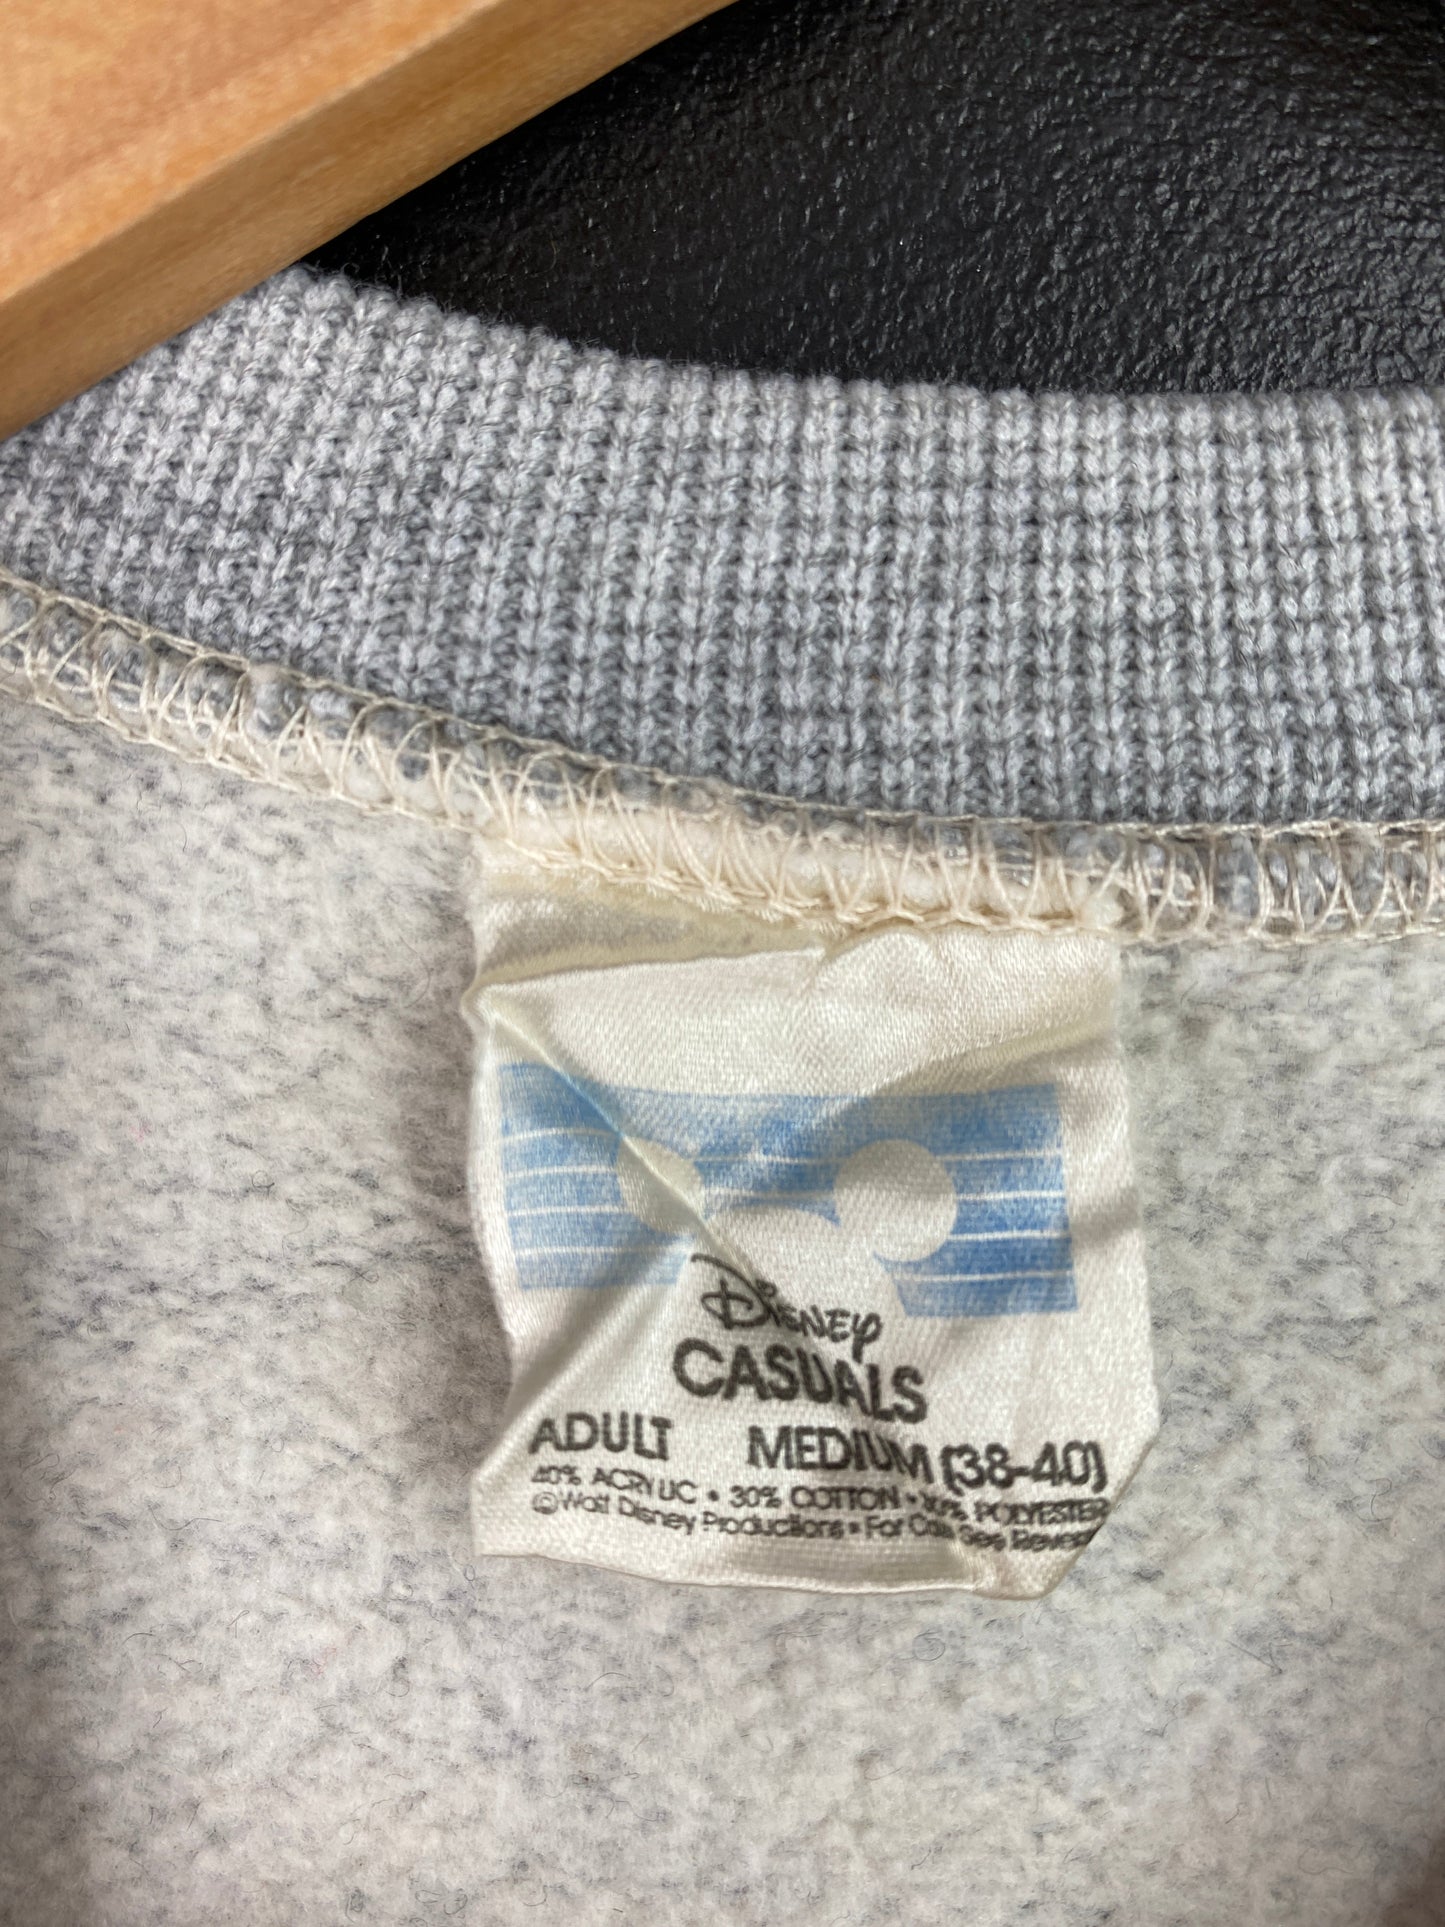 Disney
CASUALS
ADULT MEDIUM (38-40)
40% ACRYLIC • 30% COTTON • 30% POLYESTER
©Walt Disney Productions • For Care See Reverse